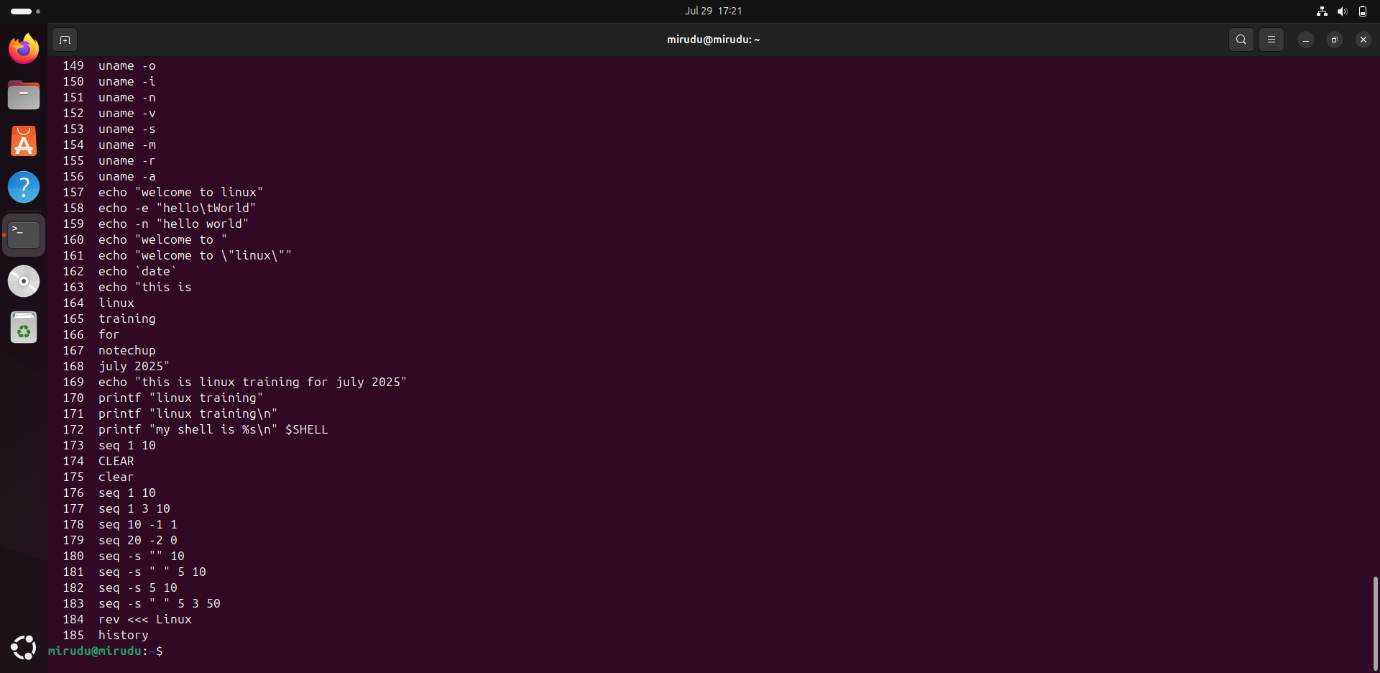 Jul 29 17:21
mirudu@mirudu: ~
149 uname -o
150 uname -i
151 uname -n
152 uname -v
153 uname -s
154 uname -m
155 uname -r
156 uname -a
157 echo "welcome to linux"
158 echo -e "hello\tWorld"
159 echo -n "hello world"
160 echo "welcome to "
161 echo "welcome to \"linux\""
162 echo `date`
163 echo "this is
164 linux
165 training
166 for
167 notechup
168 july 2025"
169 echo "this is linux training for july 2025"
170 printf "linux training"
171 printf "linux training\n"
172 printf "my shell is %s\n" $SHELL
173 seq 1 10
174 CLEAR
175 clear
176 seq 1 10
177 seq 1 3 10
178 seq 10 -1 1
179 seq 20 -2 0
180 seq -s "" 10
181 seq -s " " 5 10
182 seq -s 5 10
183 seq -s " " 5 3 50
184 rev <<< Linux
185 history
mirudu@mirudu:~$